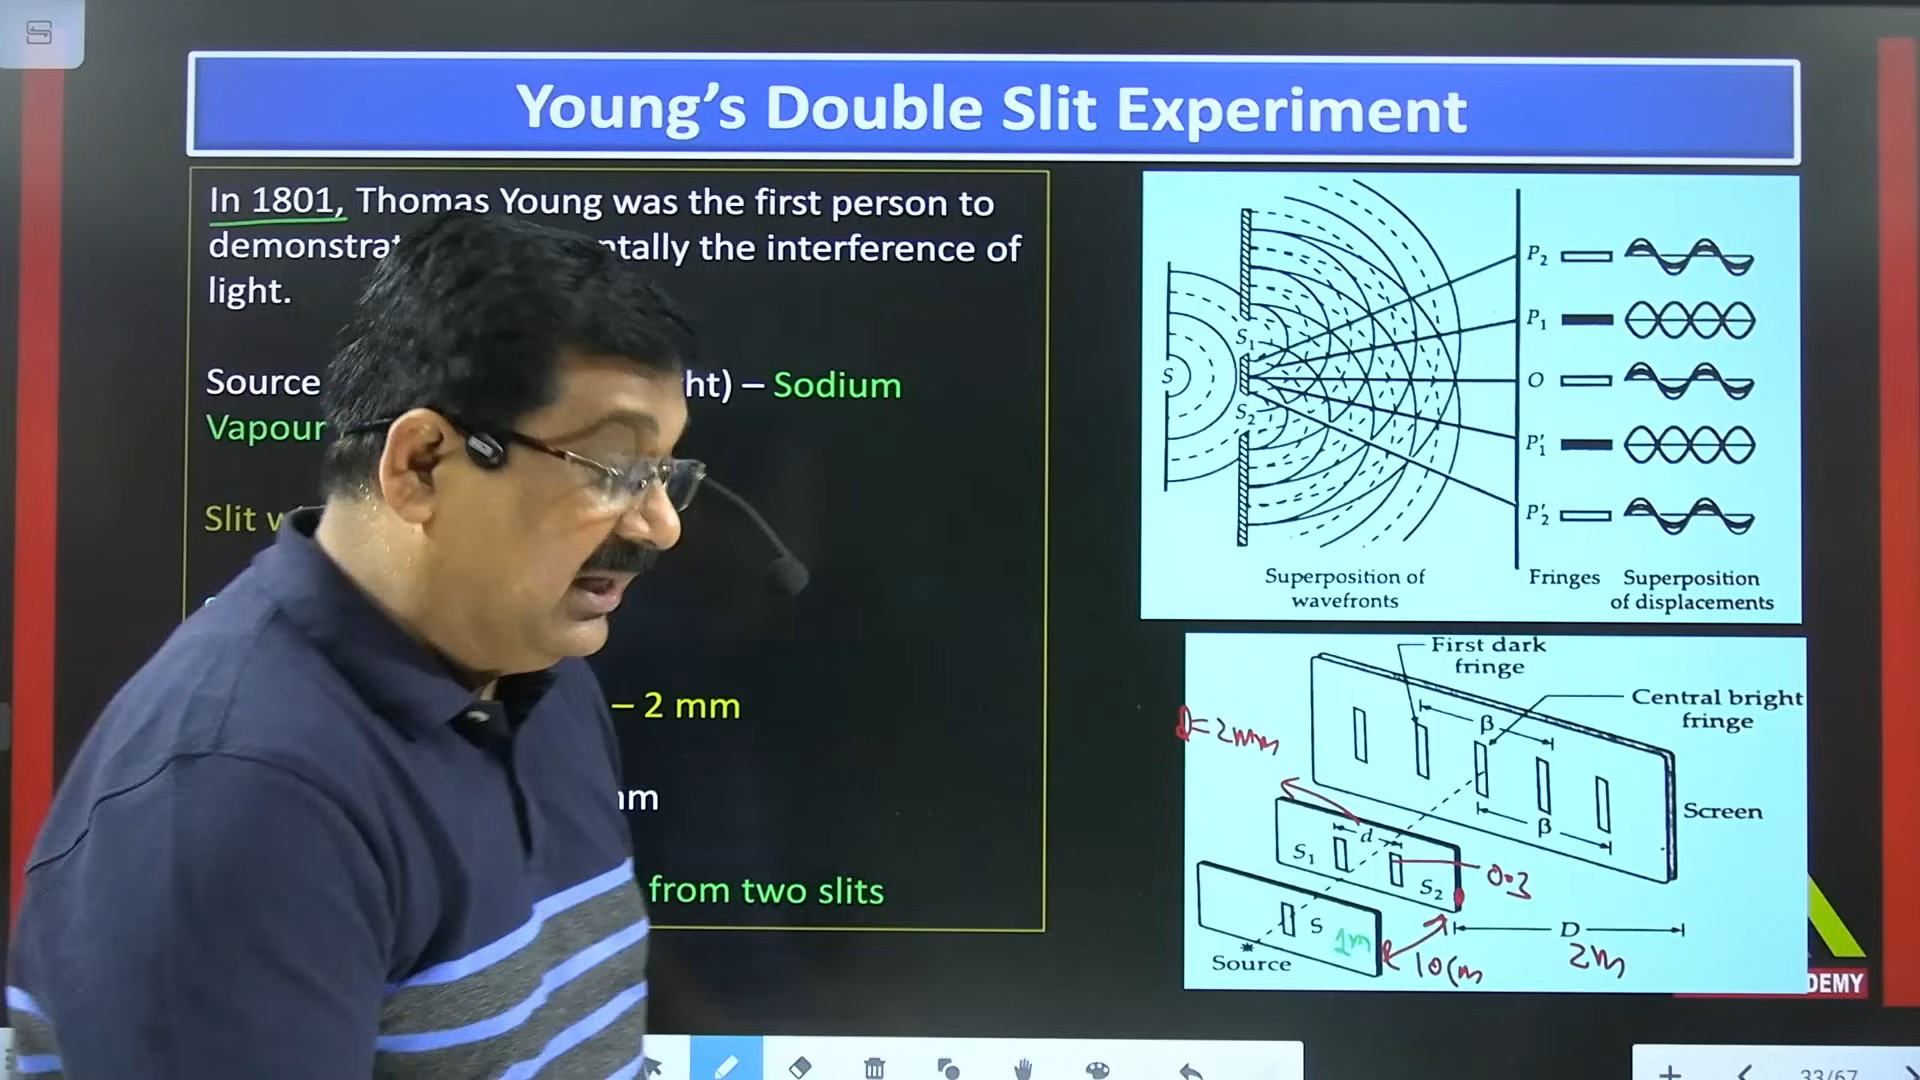 Young's Double Slit Experiment
In 1801, Thomas Young was the first person to
the interference of
light.
Source – Sodium
Vapour
Slit
– 2 mm
from two slits
S
S1
S2
P2
P1
O
P'1
P'2
Superposition of
wavefronts
Fringes
Superposition
of displacements
First dark
fringe
Central bright
fringe
β
β
Screen
d=2mm
d
S1
S2
0.3
S
1m
Source
10cm
D
2m
DEMY
33/67